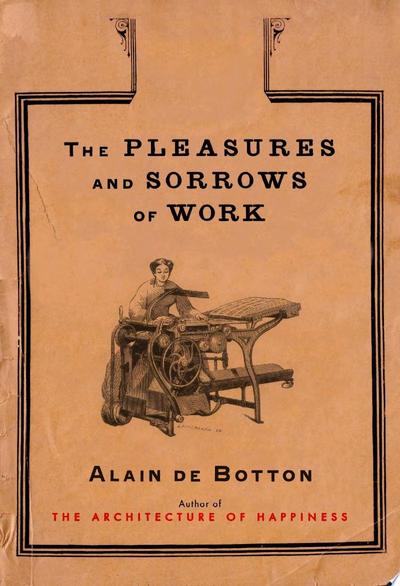 The PLEASURES
AND SORROWS
OF WORK
ALAIN DE BOTTON
Author of
THE ARCHITECTURE OF HAPPINESS